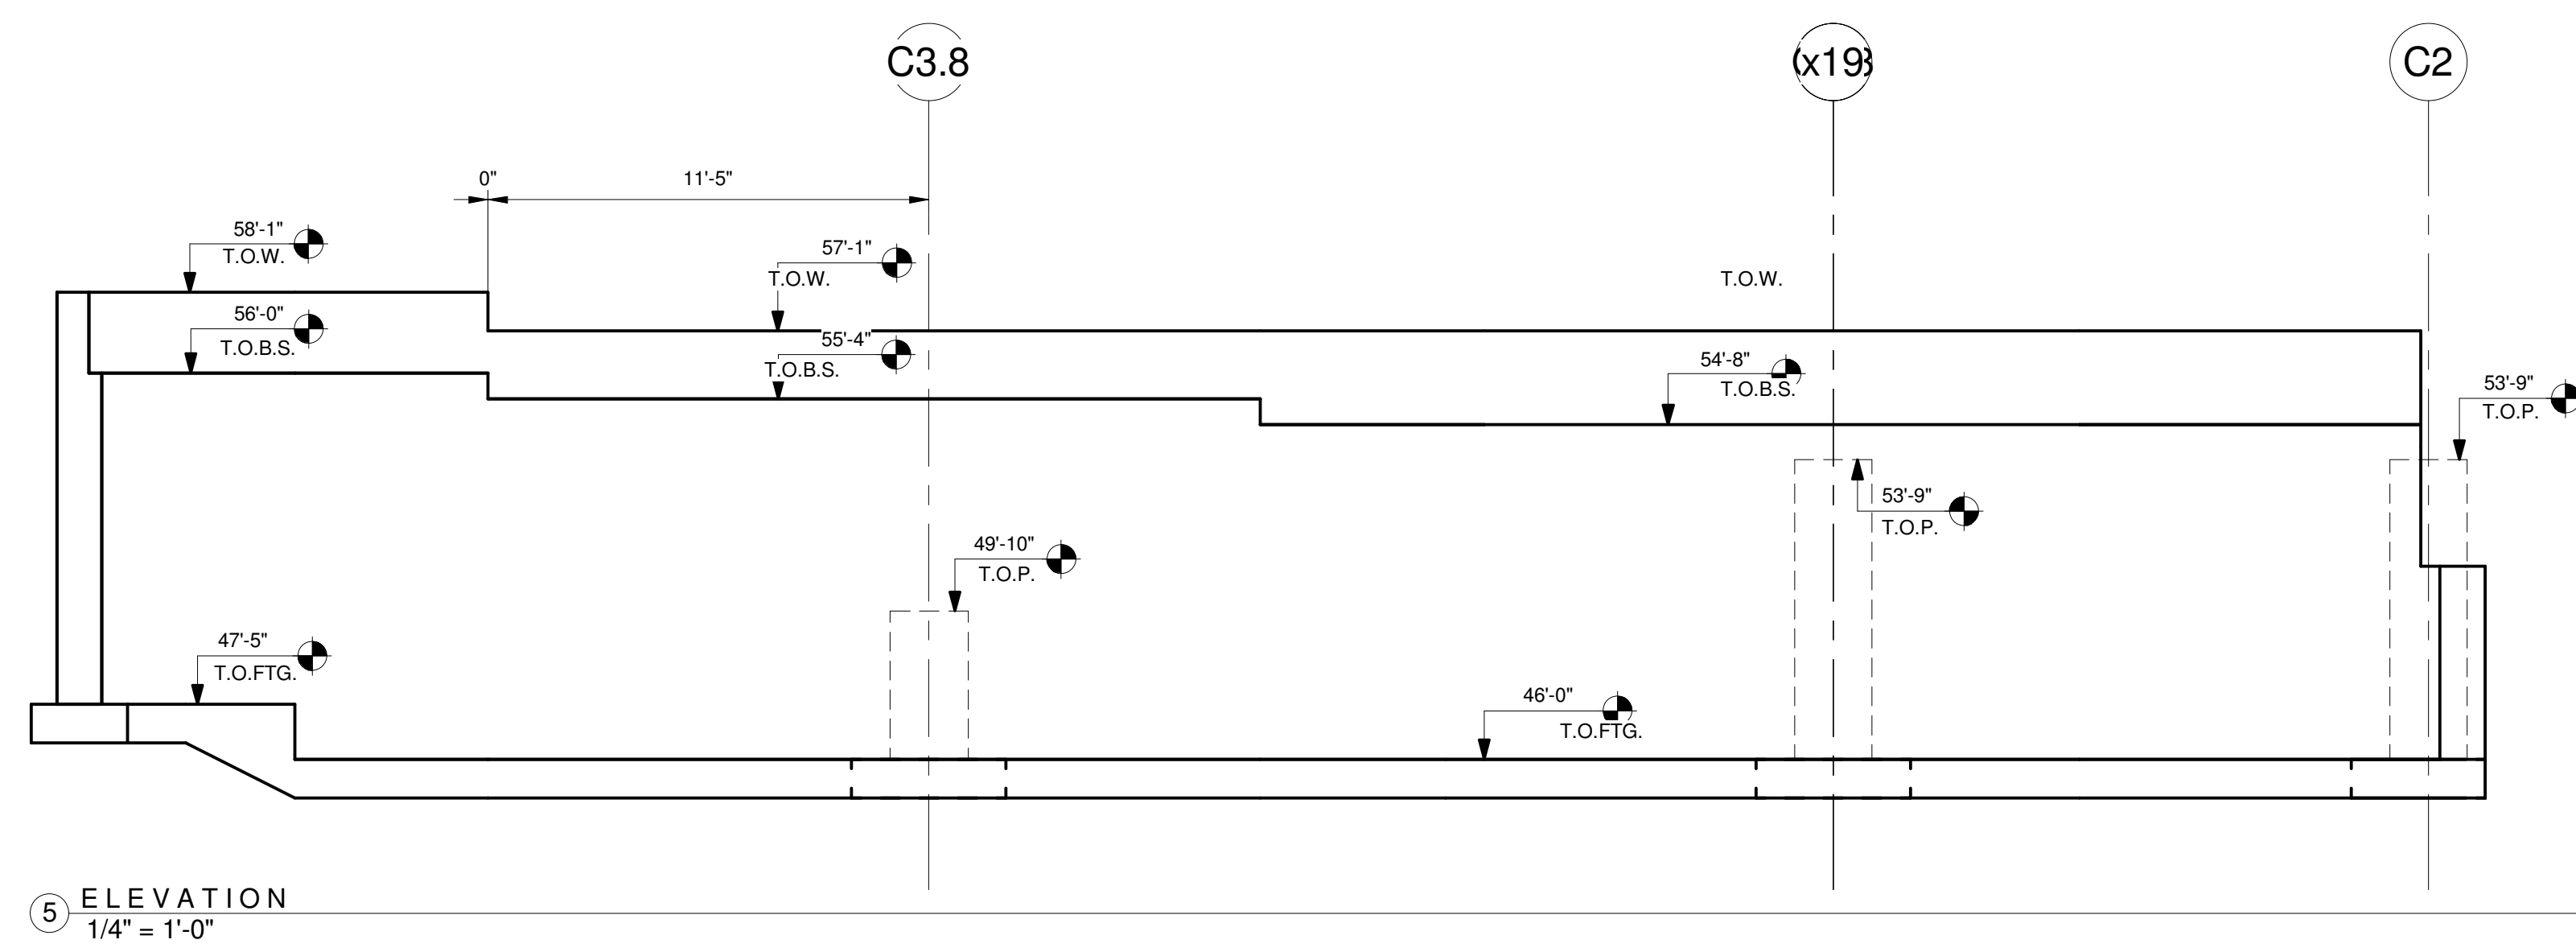 C3.8
x19
C2
0" 11'-5"
58'-1"
T.O.W.
57'-1"
T.O.W.
T.O.W.
56'-0"
T.O.B.S.
55'-4"
T.O.B.S.
54'-8"
T.O.B.S.
53'-9"
T.O.P.
53'-9"
T.O.P.
49'-10"
T.O.P.
47'-5"
T.O.FTG.
46'-0"
T.O.FTG.
5 ELEVATION
1/4" = 1'-0"